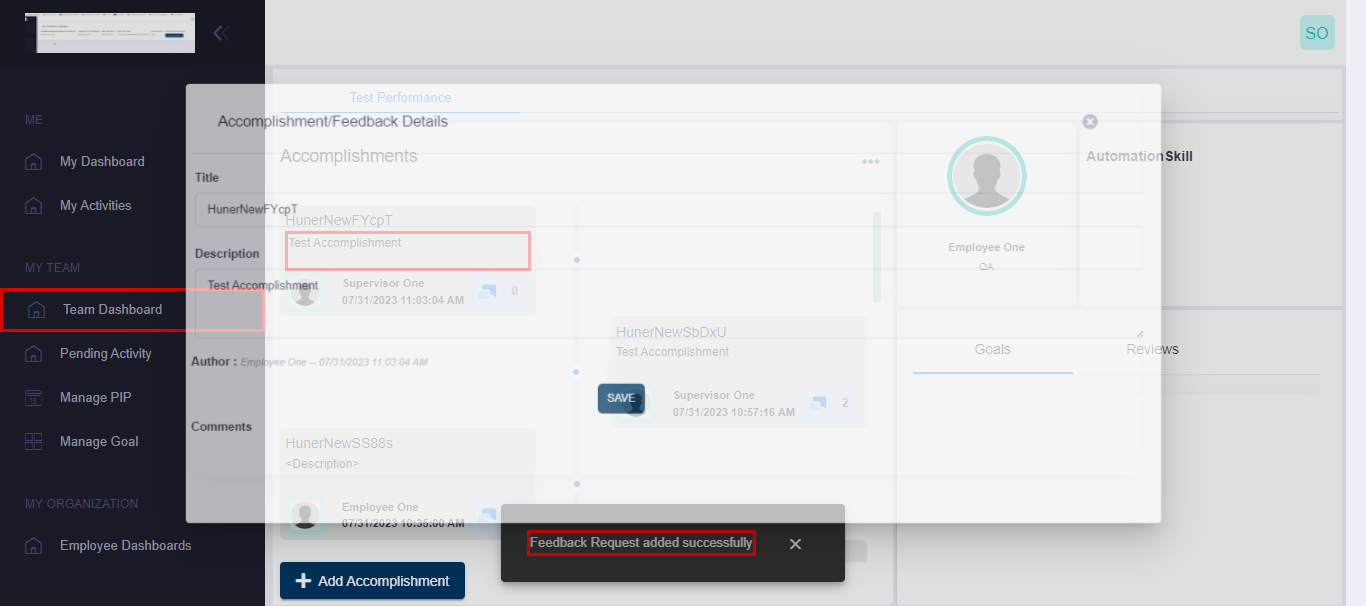 SO
ME
My Dashboard
My Activities
MY TEAM
Team Dashboard
Pending Activity
Manage PIP
Manage Goal
MY ORGANIZATION
Employee Dashboards
Test Performance
Accomplishment/Feedback Details
Accomplishments
Title
HunerNewFYcpT
HunerNewFYcpT
Test Accomplishment
Description
Test Accomplishment
Supervisor One
07/31/2023 11:03:04 AM
0
Author : Employee One -- 07/31/2023 11:03:04 AM
HunerNewSbDxU
Test Accomplishment
Supervisor One
07/31/2023 10:57:16 AM
2
SAVE
Comments
HunerNewSS88s
<Description>
Employee One
07/31/2023 10:35:00 AM
Employee One
QA
Automation Skill
Goals
Reviews
Feedback Request added successfully
Add Accomplishment